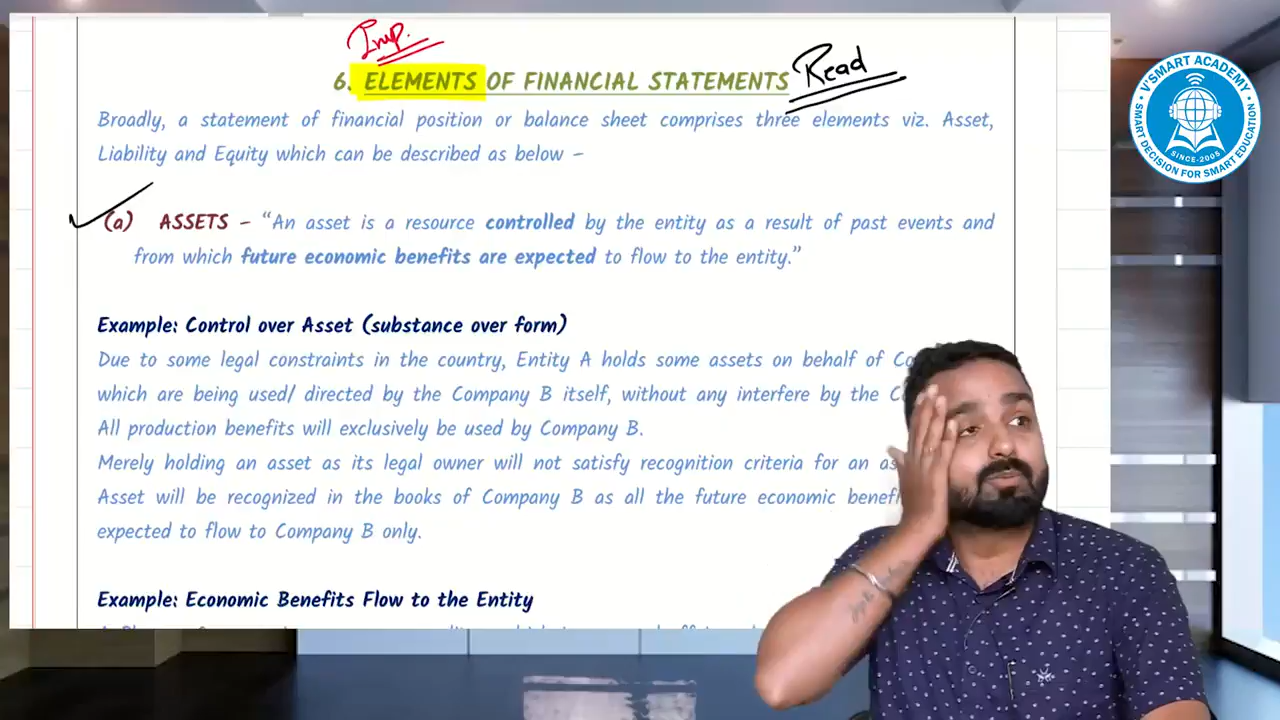 Imp.
6. ELEMENTS OF FINANCIAL STATEMENTS Read
Broadly, a statement of financial position or balance sheet comprises three elements viz. Asset,
Liability and Equity which can be described as below –
(a) ASSETS – “An asset is a resource controlled by the entity as a result of past events and
from which future economic benefits are expected to flow to the entity.”
Example: Control over Asset (substance over form)
Due to some legal constraints in the country, Entity A holds some assets on behalf of
which are being used/ directed by the Company B itself, without any interfere by the
All production benefits will exclusively be used by Company B.
Merely holding an asset as its legal owner will not satisfy recognition criteria for an
Asset will be recognized in the books of Company B as all the future economic
expected to flow to Company B only.
Example: Economic Benefits Flow to the Entity
V'SMART ACADEMY
SINCE-2008
SMART DECISION FOR SMART EDUCATION